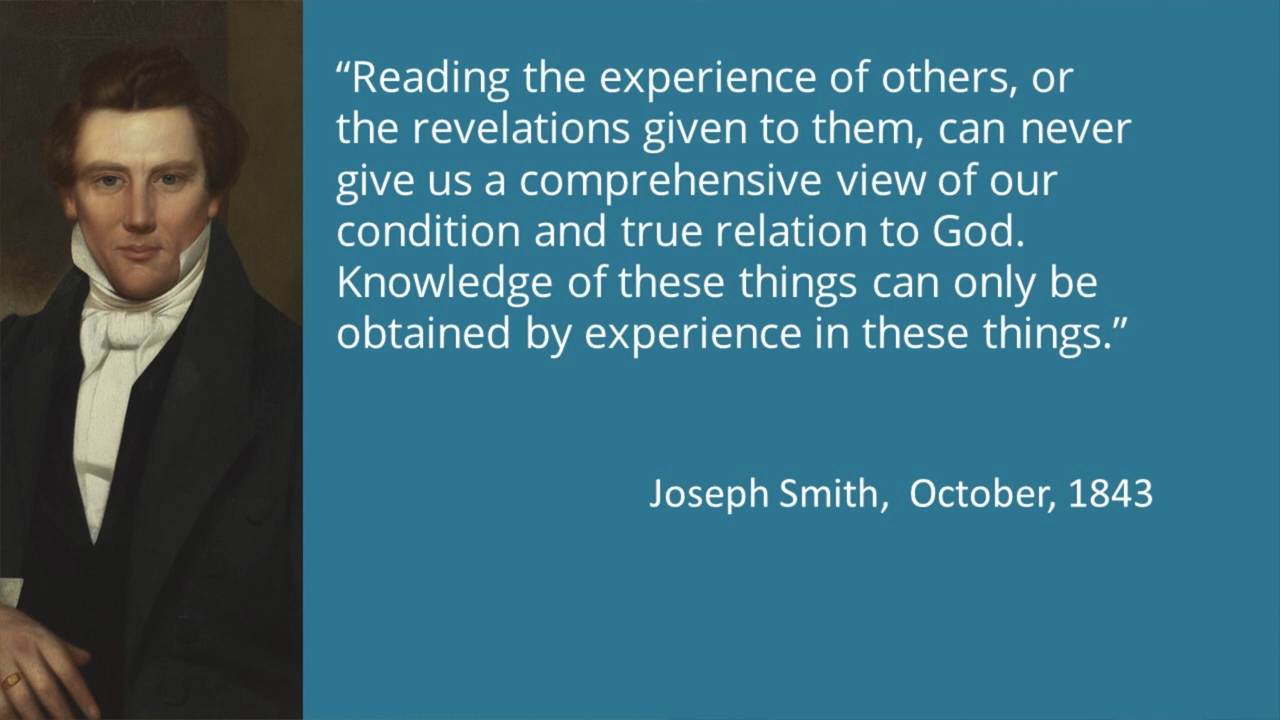 “Reading the experience of others, or
the revelations given to them, can never
give us a comprehensive view of our
condition and true relation to God.
Knowledge of these things can only be
obtained by experience in these things.”
Joseph Smith,  October, 1843